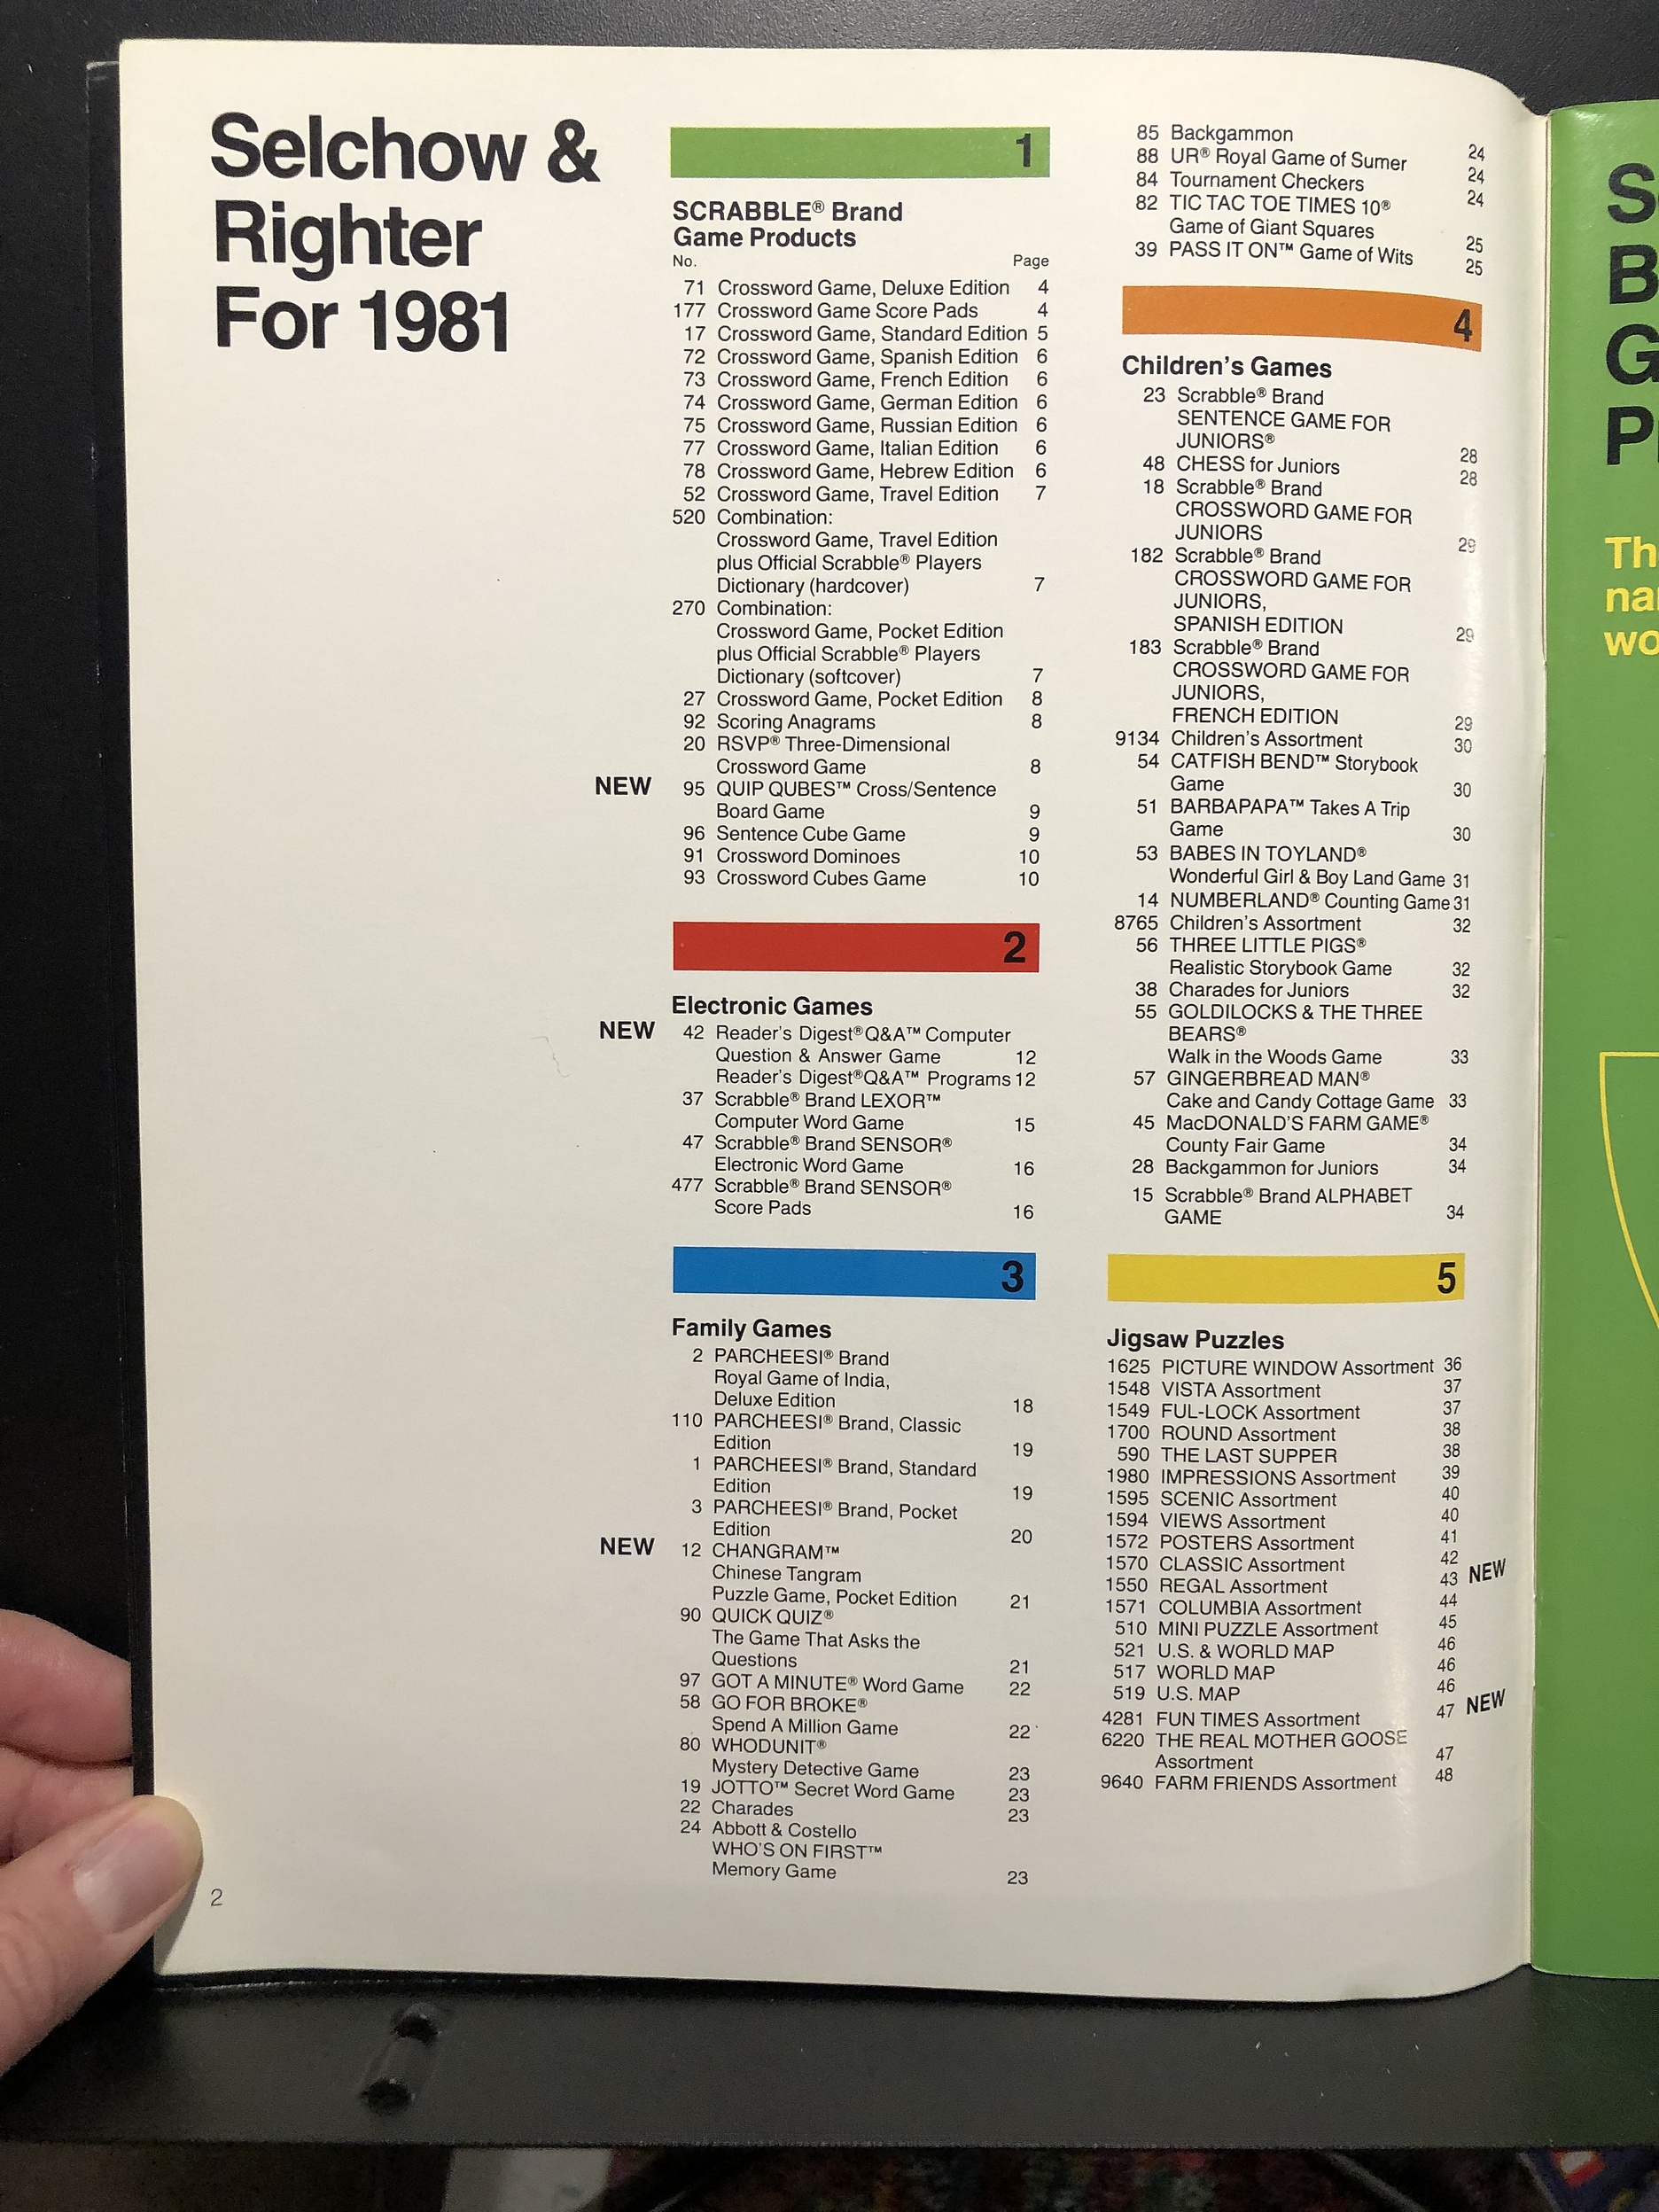 Selchow &
Righter
For 1981
1
SCRABBLE® Brand
Game Products
No. Page
71 Crossword Game, Deluxe Edition 4
177 Crossword Game Score Pads 4
17 Crossword Game, Standard Edition 5
72 Crossword Game, Spanish Edition 6
73 Crossword Game, French Edition 6
74 Crossword Game, German Edition 6
75 Crossword Game, Russian Edition 6
77 Crossword Game, Italian Edition 6
78 Crossword Game, Hebrew Edition 6
52 Crossword Game, Travel Edition 7
520 Combination:
Crossword Game, Travel Edition
plus Official Scrabble® Players
Dictionary (hardcover) 7
270 Combination:
Crossword Game, Pocket Edition
plus Official Scrabble® Players
Dictionary (softcover) 7
27 Crossword Game, Pocket Edition 8
92 Scoring Anagrams 8
20 RSVP® Three-Dimensional
Crossword Game 8
NEW 95 QUIP QUBES™ Cross/Sentence
Board Game 9
96 Sentence Cube Game 9
91 Crossword Dominoes 10
93 Crossword Cubes Game 10
2
Electronic Games
NEW 42 Reader's Digest® Q&A™ Computer
Question & Answer Game 12
Reader's Digest® Q&A™ Programs 12
37 Scrabble® Brand LEXOR™
Computer Word Game 15
47 Scrabble® Brand SENSOR®
Electronic Word Game 16
477 Scrabble® Brand SENSOR®
Score Pads 16
3
Family Games
2 PARCHEESI® Brand
Royal Game of India,
Deluxe Edition 18
110 PARCHEESI® Brand, Classic
Edition 19
1 PARCHEESI® Brand, Standard
Edition 19
3 PARCHEESI® Brand, Pocket
Edition 20
NEW 12 CHANGRAM™
Chinese Tangram
Puzzle Game, Pocket Edition 21
90 QUICK QUIZ®
The Game That Asks the
Questions 21
97 GOT A MINUTE® Word Game 22
58 GO FOR BROKE®
Spend A Million Game 22
80 WHODUNIT®
Mystery Detective Game 23
19 JOTTO™ Secret Word Game 23
22 Charades 23
24 Abbott & Costello
WHO'S ON FIRST™
Memory Game 23
85 Backgammon 24
88 UR® Royal Game of Sumer 24
84 Tournament Checkers 24
82 TIC TAC TOE TIMES 10®
Game of Giant Squares 25
39 PASS IT ON™ Game of Wits 25
4
Children's Games
23 Scrabble® Brand
SENTENCE GAME FOR
JUNIORS® 28
48 CHESS for Juniors 28
18 Scrabble® Brand
CROSSWORD GAME FOR
JUNIORS 29
182 Scrabble® Brand
CROSSWORD GAME FOR
JUNIORS,
SPANISH EDITION 29
183 Scrabble® Brand
CROSSWORD GAME FOR
JUNIORS,
FRENCH EDITION 29
9134 Children's Assortment 30
54 CATFISH BEND™ Storybook
Game 30
51 BARBAPAPA™ Takes A Trip
Game 30
53 BABES IN TOYLAND®
Wonderful Girl & Boy Land Game 31
14 NUMBERLAND® Counting Game 31
8765 Children's Assortment 32
56 THREE LITTLE PIGS®
Realistic Storybook Game 32
38 Charades for Juniors 32
55 GOLDILOCKS & THE THREE
BEARS®
Walk in the Woods Game 33
57 GINGERBREAD MAN®
Cake and Candy Cottage Game 33
45 MacDONALD'S FARM GAME®
County Fair Game 34
28 Backgammon for Juniors 34
15 Scrabble® Brand ALPHABET
GAME 34
5
Jigsaw Puzzles
1625 PICTURE WINDOW Assortment 36
1548 VISTA Assortment 37
1549 FUL-LOCK Assortment 37
1700 ROUND Assortment 38
590 THE LAST SUPPER 38
1980 IMPRESSIONS Assortment 39
1595 SCENIC Assortment 40
1594 VIEWS Assortment 40
1572 POSTERS Assortment 41
1570 CLASSIC Assortment 42
1550 REGAL Assortment 43 NEW
1571 COLUMBIA Assortment 44
510 MINI PUZZLE Assortment 45
521 U.S. & WORLD MAP 46
517 WORLD MAP 46
519 U.S. MAP 46
4281 FUN TIMES Assortment 47 NEW
6220 THE REAL MOTHER GOOSE
Assortment 47
9640 FARM FRIENDS Assortment 48
2